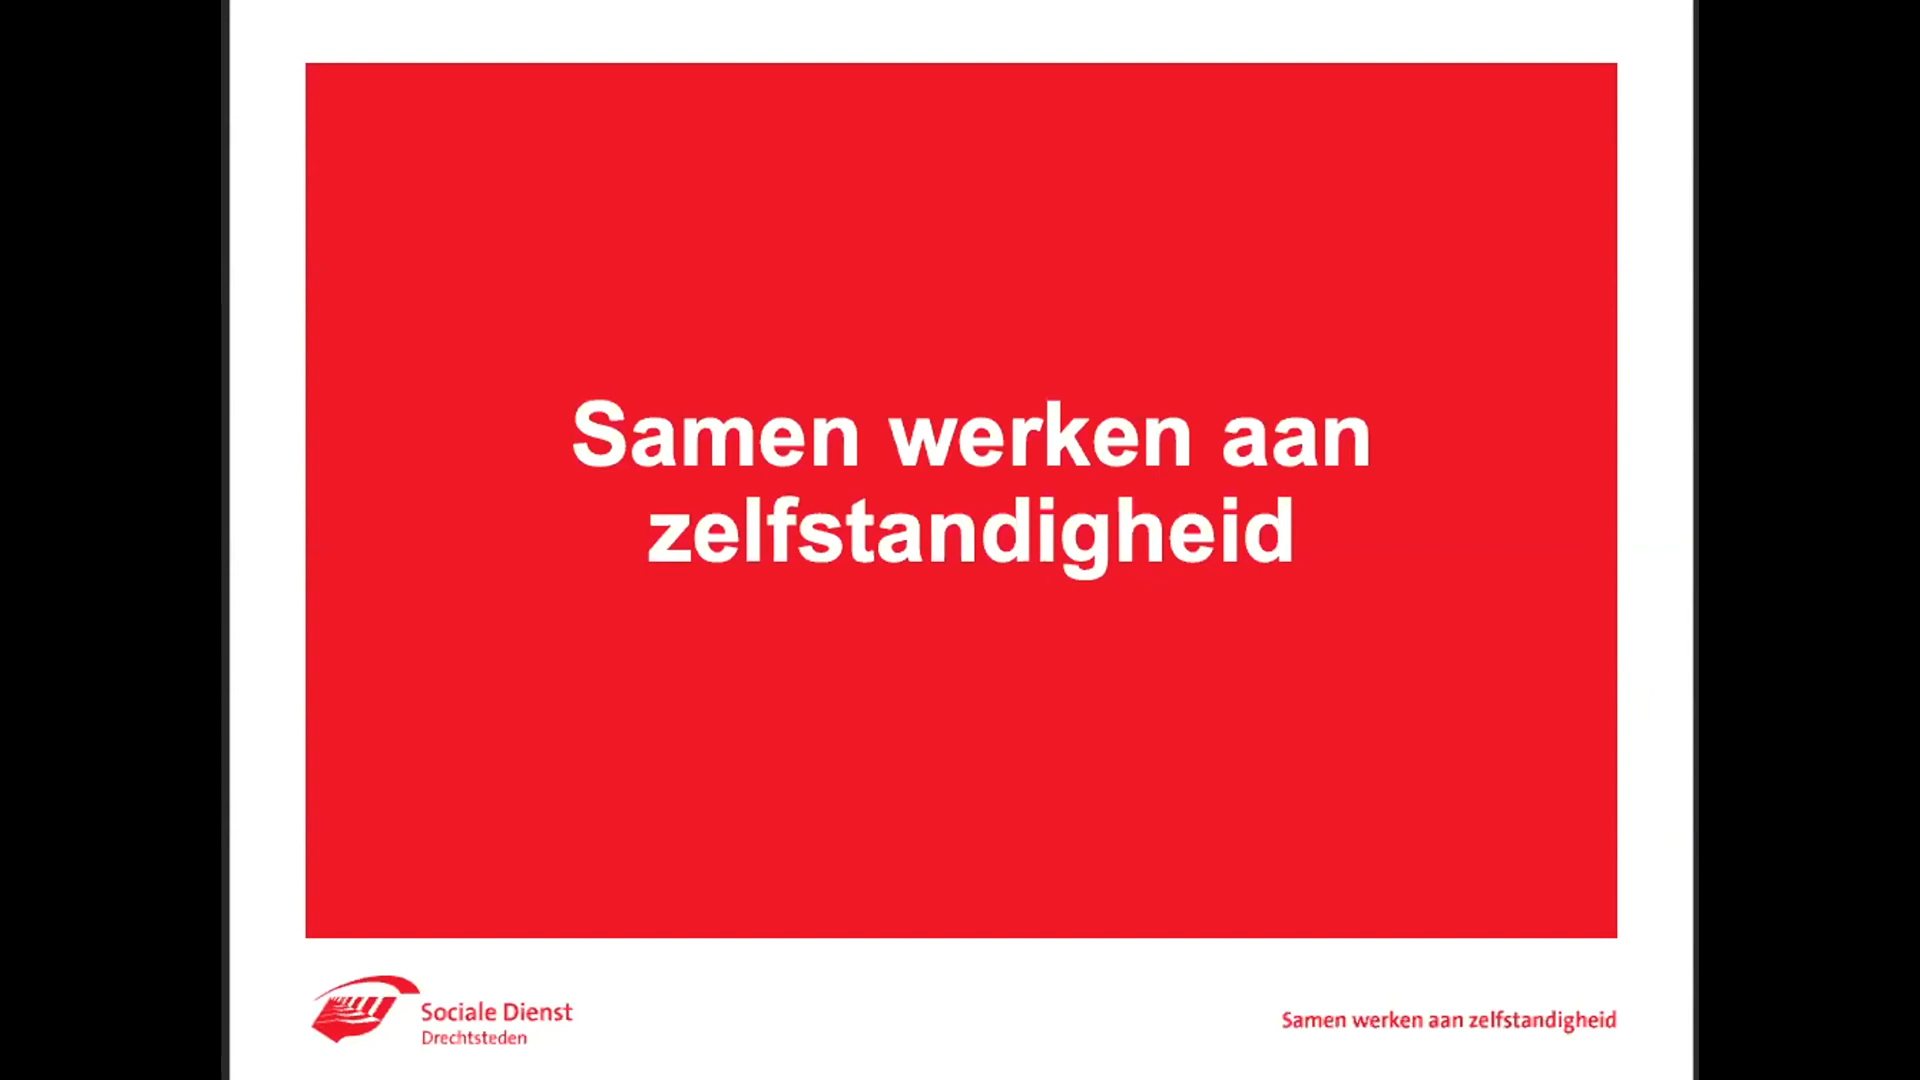 Samen werken aan
zelfstandigheid
Sociale Dienst
Drechtsteden
Samen werken aan zelfstandigheid